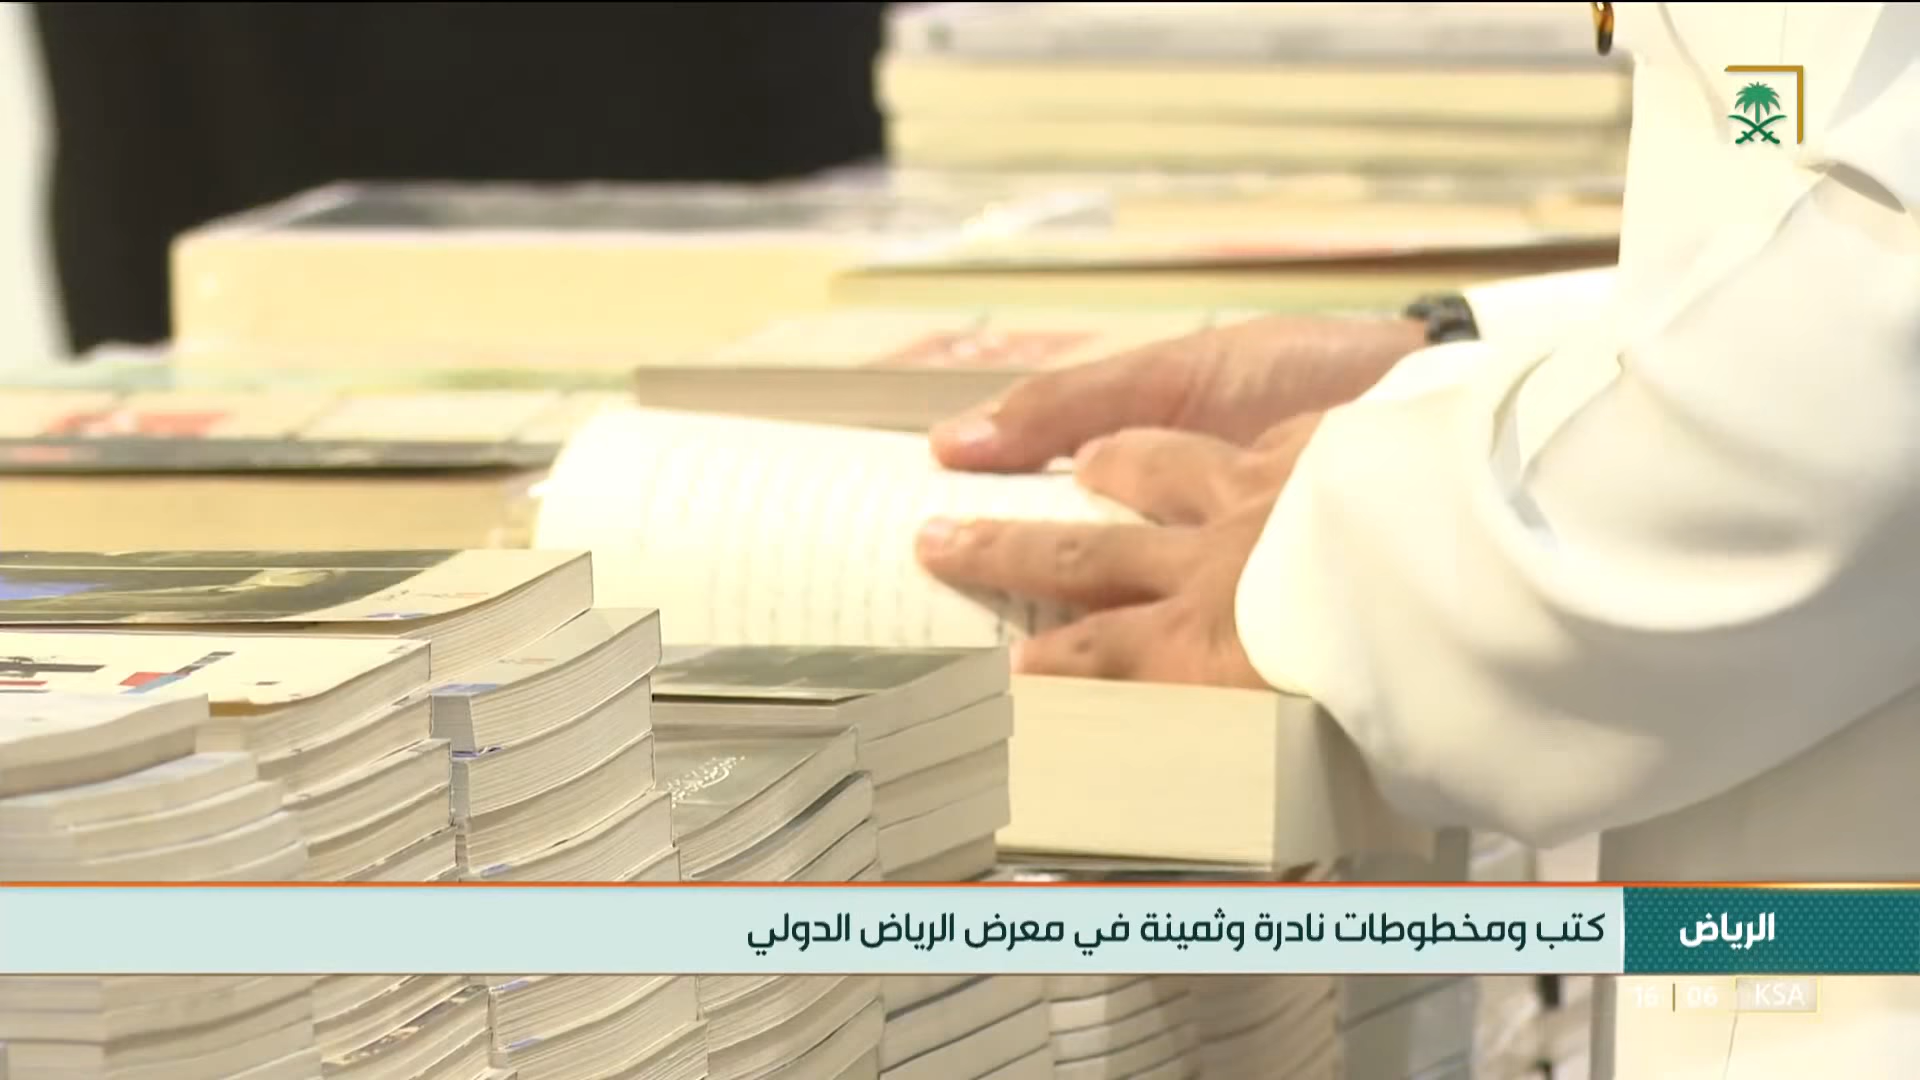 الرياض
كتب ومخطوطات نادرة وثمينة في معرض الرياض الدولي
16 | 06 KSA